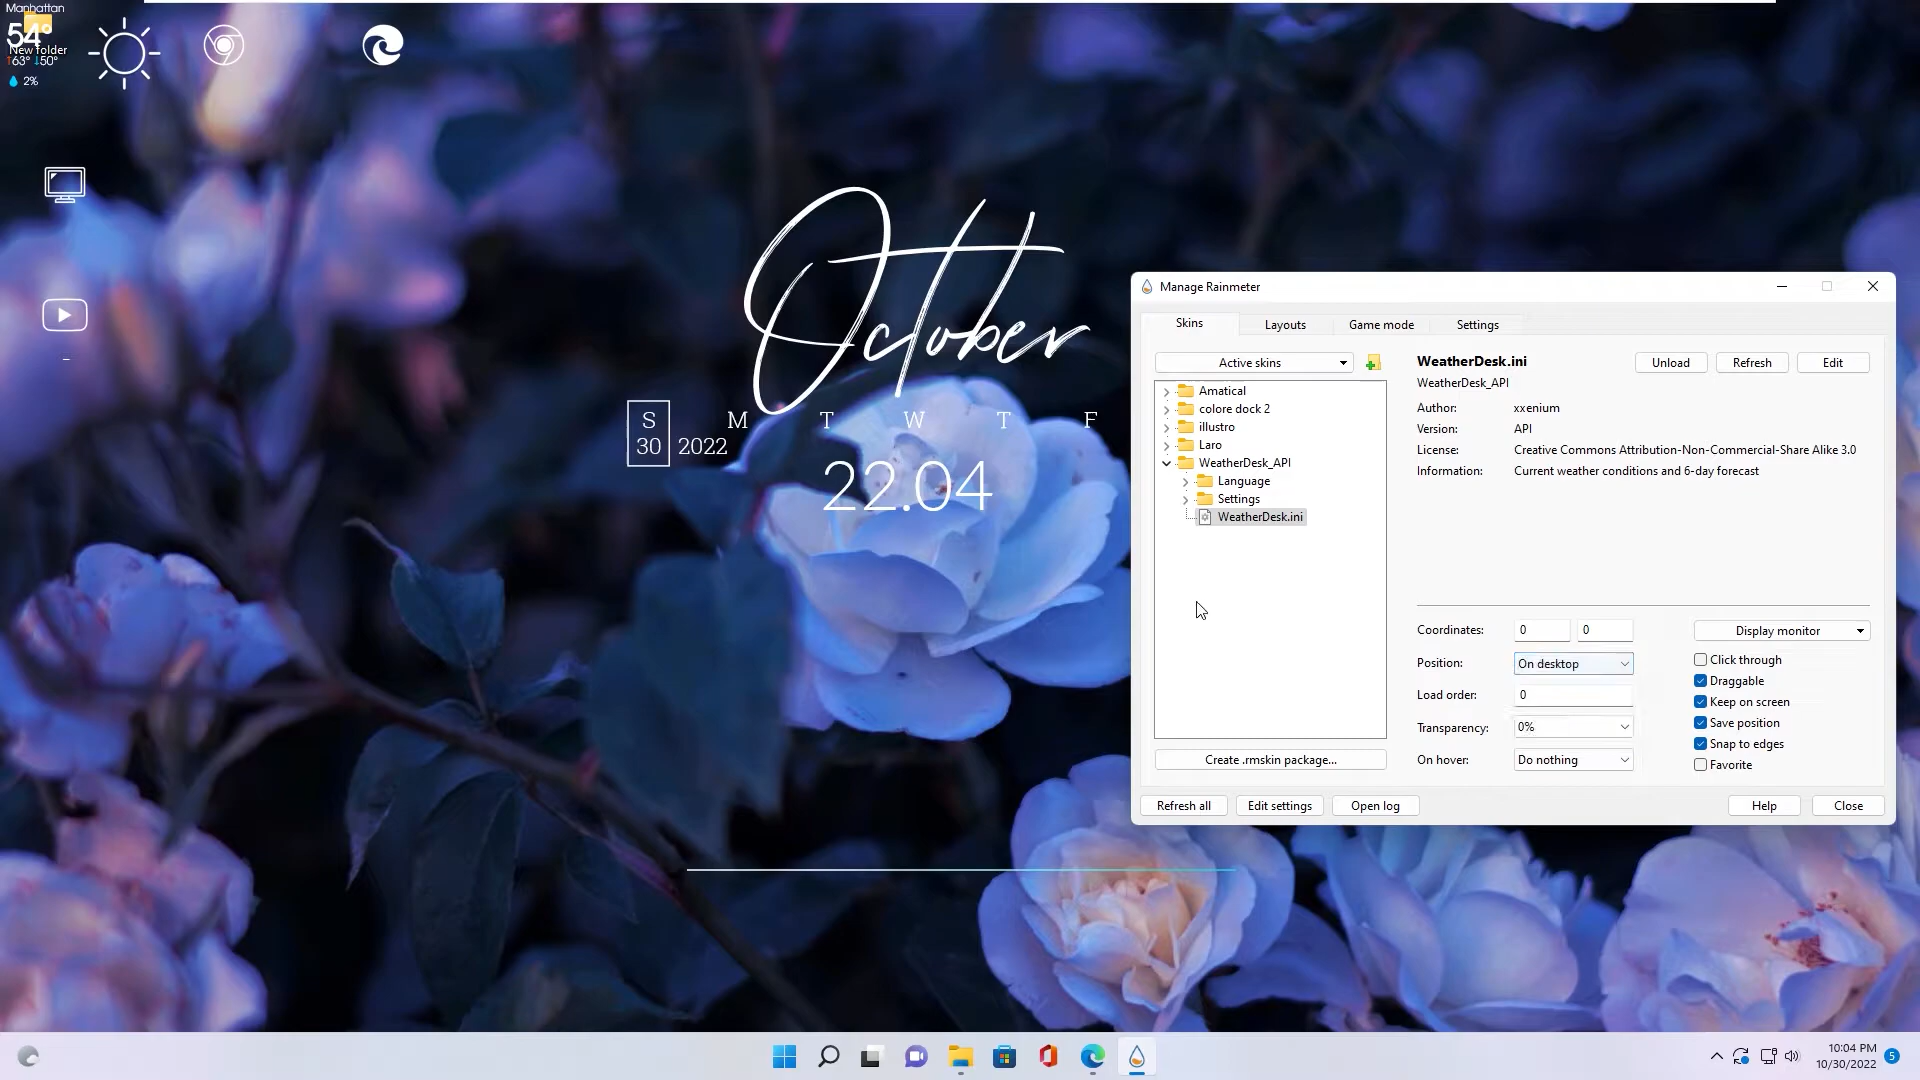 Manhattan
54°
New folder
↑63° ↓50°
2%
October
S M T W T F
30 2022
22.04
Manage Rainmeter
Skins
Layouts
Game mode
Settings
Active skins
Amatical
colore dock 2
illustro
Laro
WeatherDesk_API
Language
Settings
WeatherDesk.ini
Create .rmskin package...
WeatherDesk.ini
Unload
Refresh
Edit
WeatherDesk_API
Author: xxenium
Version: API
License: Creative Commons Attribution-Non-Commercial-Share Alike 3.0
Information: Current weather conditions and 6-day forecast
Coordinates: 0 0
Display monitor
Position: On desktop
Load order: 0
Transparency: 0%
On hover: Do nothing
Click through
Draggable
Keep on screen
Save position
Snap to edges
Favorite
Refresh all
Edit settings
Open log
Help
Close
10:04 PM
10/30/2022
5